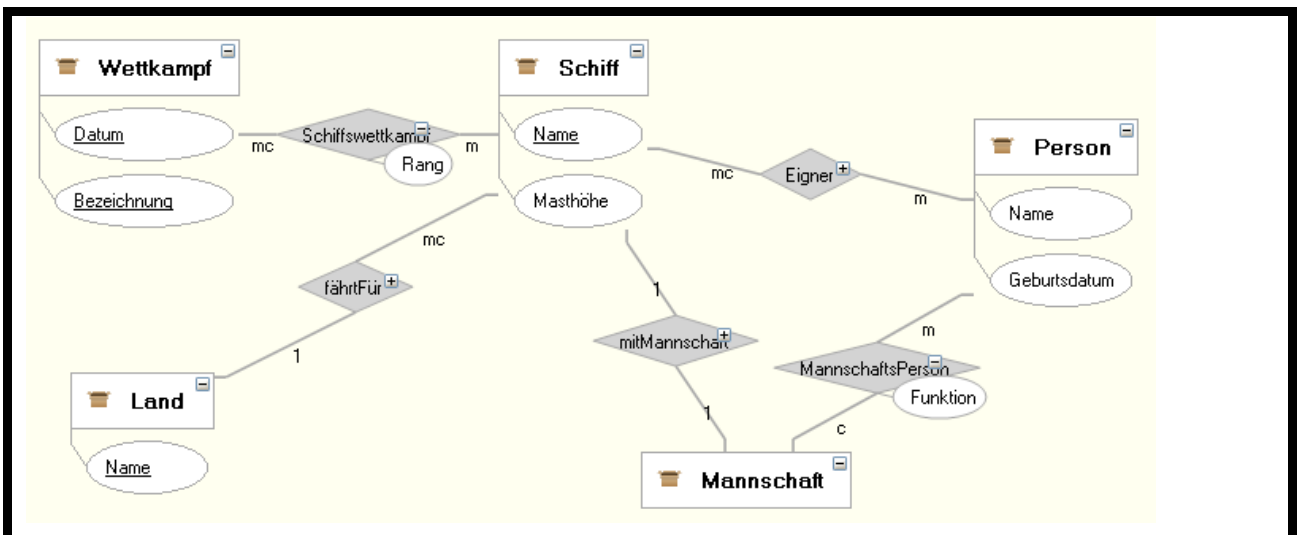 Wettkampf
Schiff
Datum
mc
Schiffswettkampf
m
Name
Rang
Bezeichnung
Masthöhe
mc
Eigner
m
Person
Name
Geburtsdatum
mc
fährtFür
1
1
mitMannschaft
1
m
MannschaftsPerson
Funktion
c
Land
Name
Mannschaft